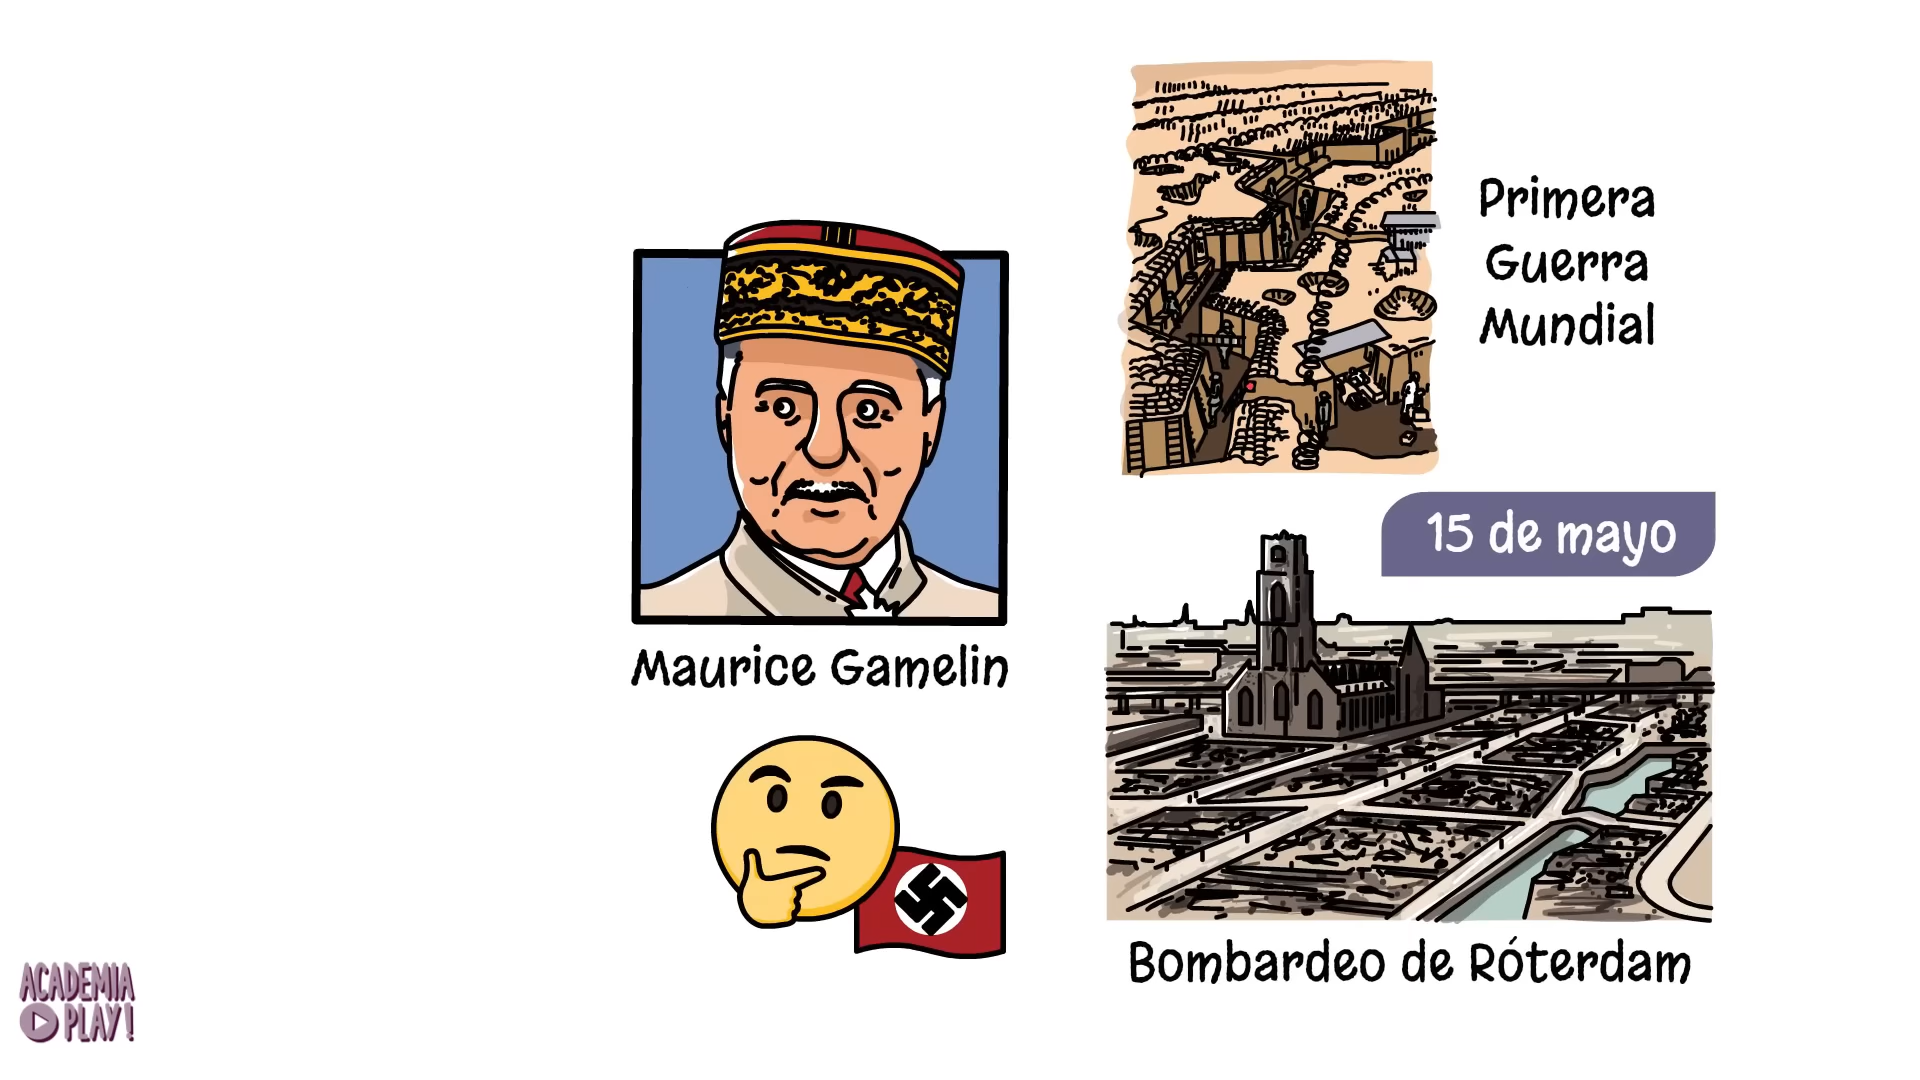 Primera
Guerra
Mundial
15 de mayo
Maurice Gamelin
Bombardeo de Róterdam
ACADEMIA
PLAY!